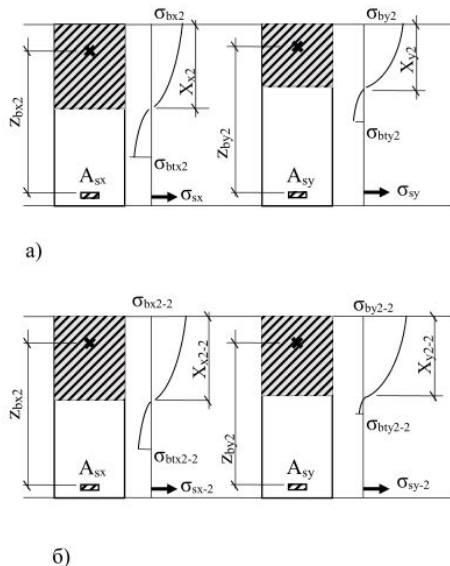 σbx2 σby2
zbx2 Xx2 zby2 Xy2
σbtx2 σbty2
Asx σsx Asy σsy
а)
σbx2-2 σby2-2
zbx2 Xx2-2 zby2 Xy2-2
σbtx2-2 σbty2-2
Asx σsx-2 Asy σsy-2
б)